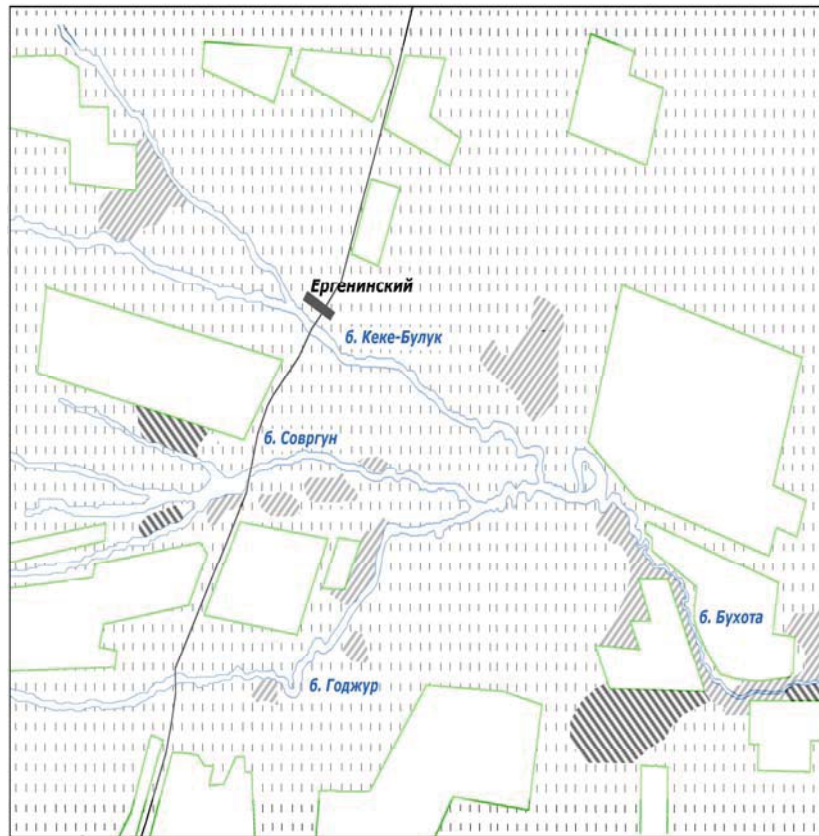 Ергенинский
б. Кеке-Булук
б. Совргун
б. Бухота
б. Годжур